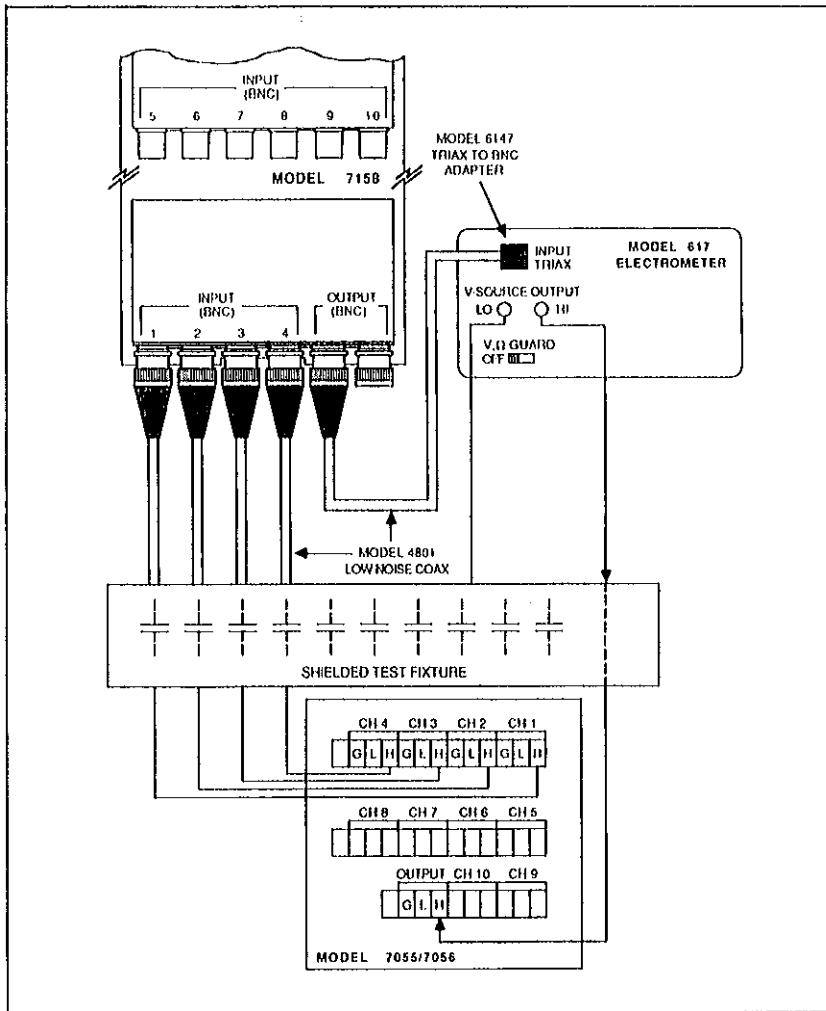 INPUT
(BNC)
5 6 7 8 9 10
MODEL 7158
MODEL 6147
TRIAX TO BNC
ADAPTER
INPUT
TRIAX
MODEL 617
ELECTROMETER
V-SOURCE OUTPUT
LO HI
V,Ω GUARD
OFF
INPUT
(BNC)
OUTPUT
(BNC)
1 2 3 4
MODEL 4801
LOW NOISE COAX
SHIELDED TEST FIXTURE
CH 4 CH 3 CH 2 CH 1
G L H G L H G L H G L H
CH 8 CH 7 CH 6 CH 5
OUTPUT CH 10 CH 9
G L H
MODEL 7055/7056